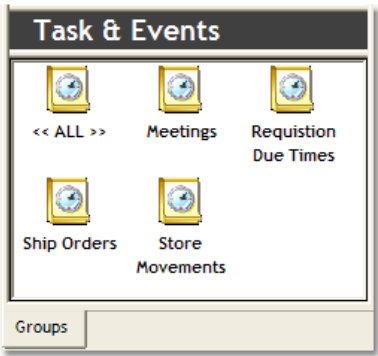 Task & Events
<< ALL >>
Meetings
Requistion
Due Times
Ship Orders
Store
Movements
Groups